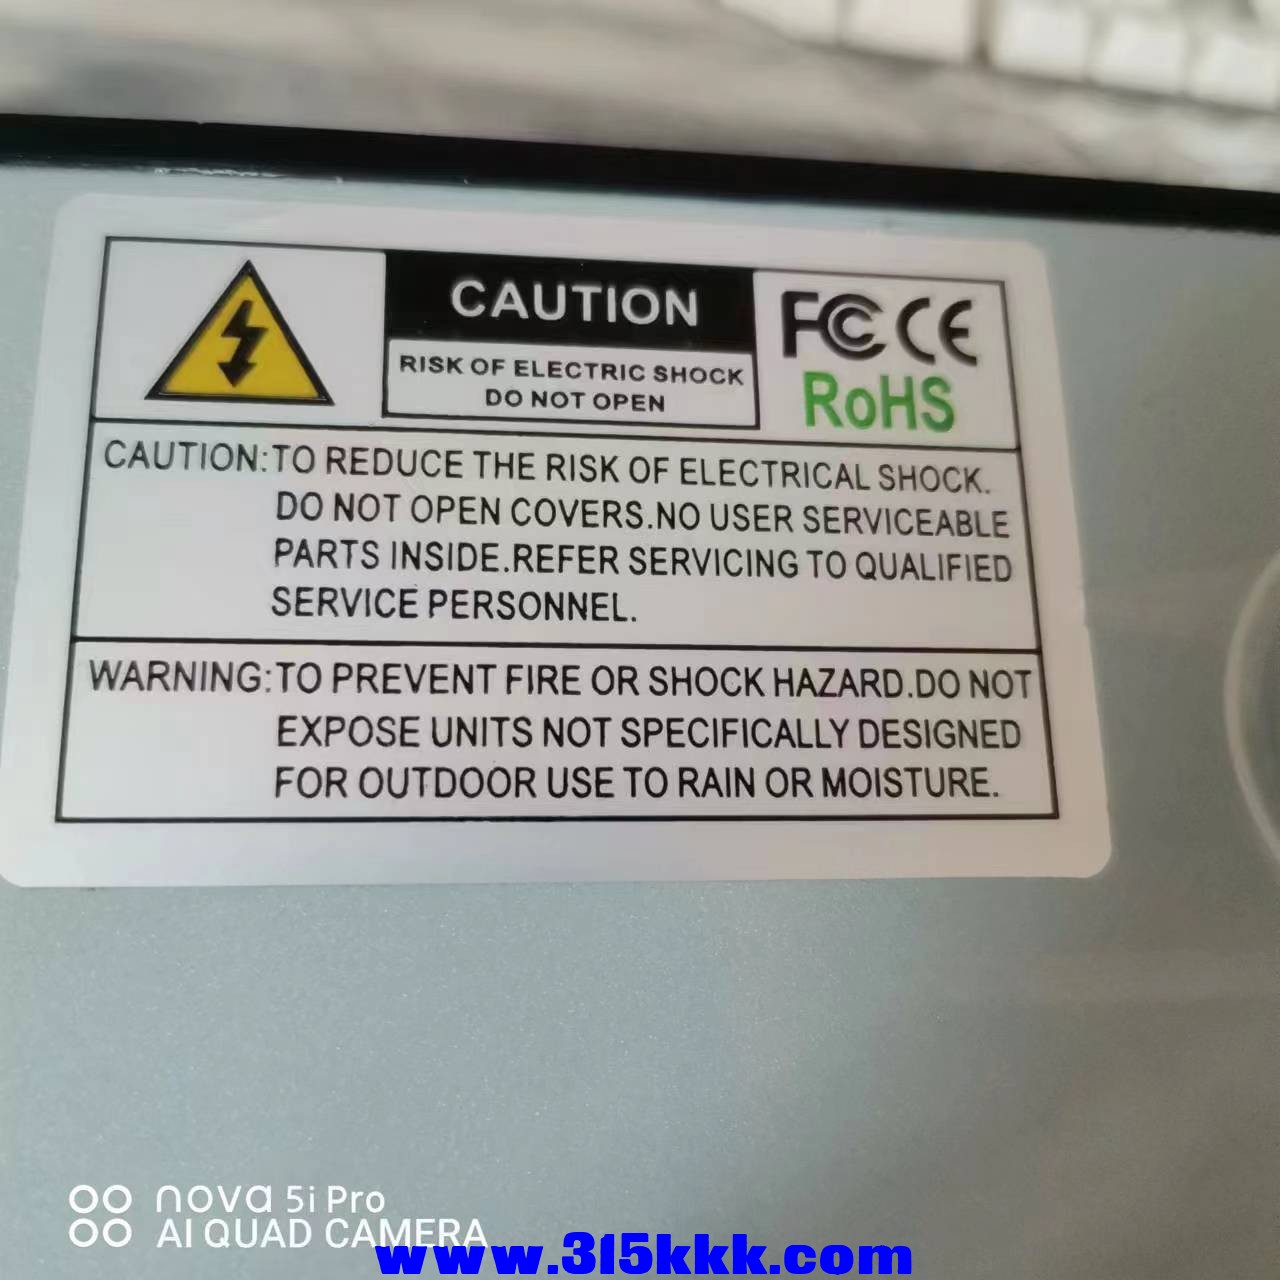 CAUTION
RISK OF ELECTRIC SHOCK
DO NOT OPEN
FC CE
RoHS
CAUTION:TO REDUCE THE RISK OF ELECTRICAL SHOCK.
DO NOT OPEN COVERS.NO USER SERVICEABLE
PARTS INSIDE.REFER SERVICING TO QUALIFIED
SERVICE PERSONNEL.
WARNING:TO PREVENT FIRE OR SHOCK HAZARD.DO NOT
EXPOSE UNITS NOT SPECIFICALLY DESIGNED
FOR OUTDOOR USE TO RAIN OR MOISTURE.
nova 5i Pro
AI QUAD CAMERA
www.315kkk.com